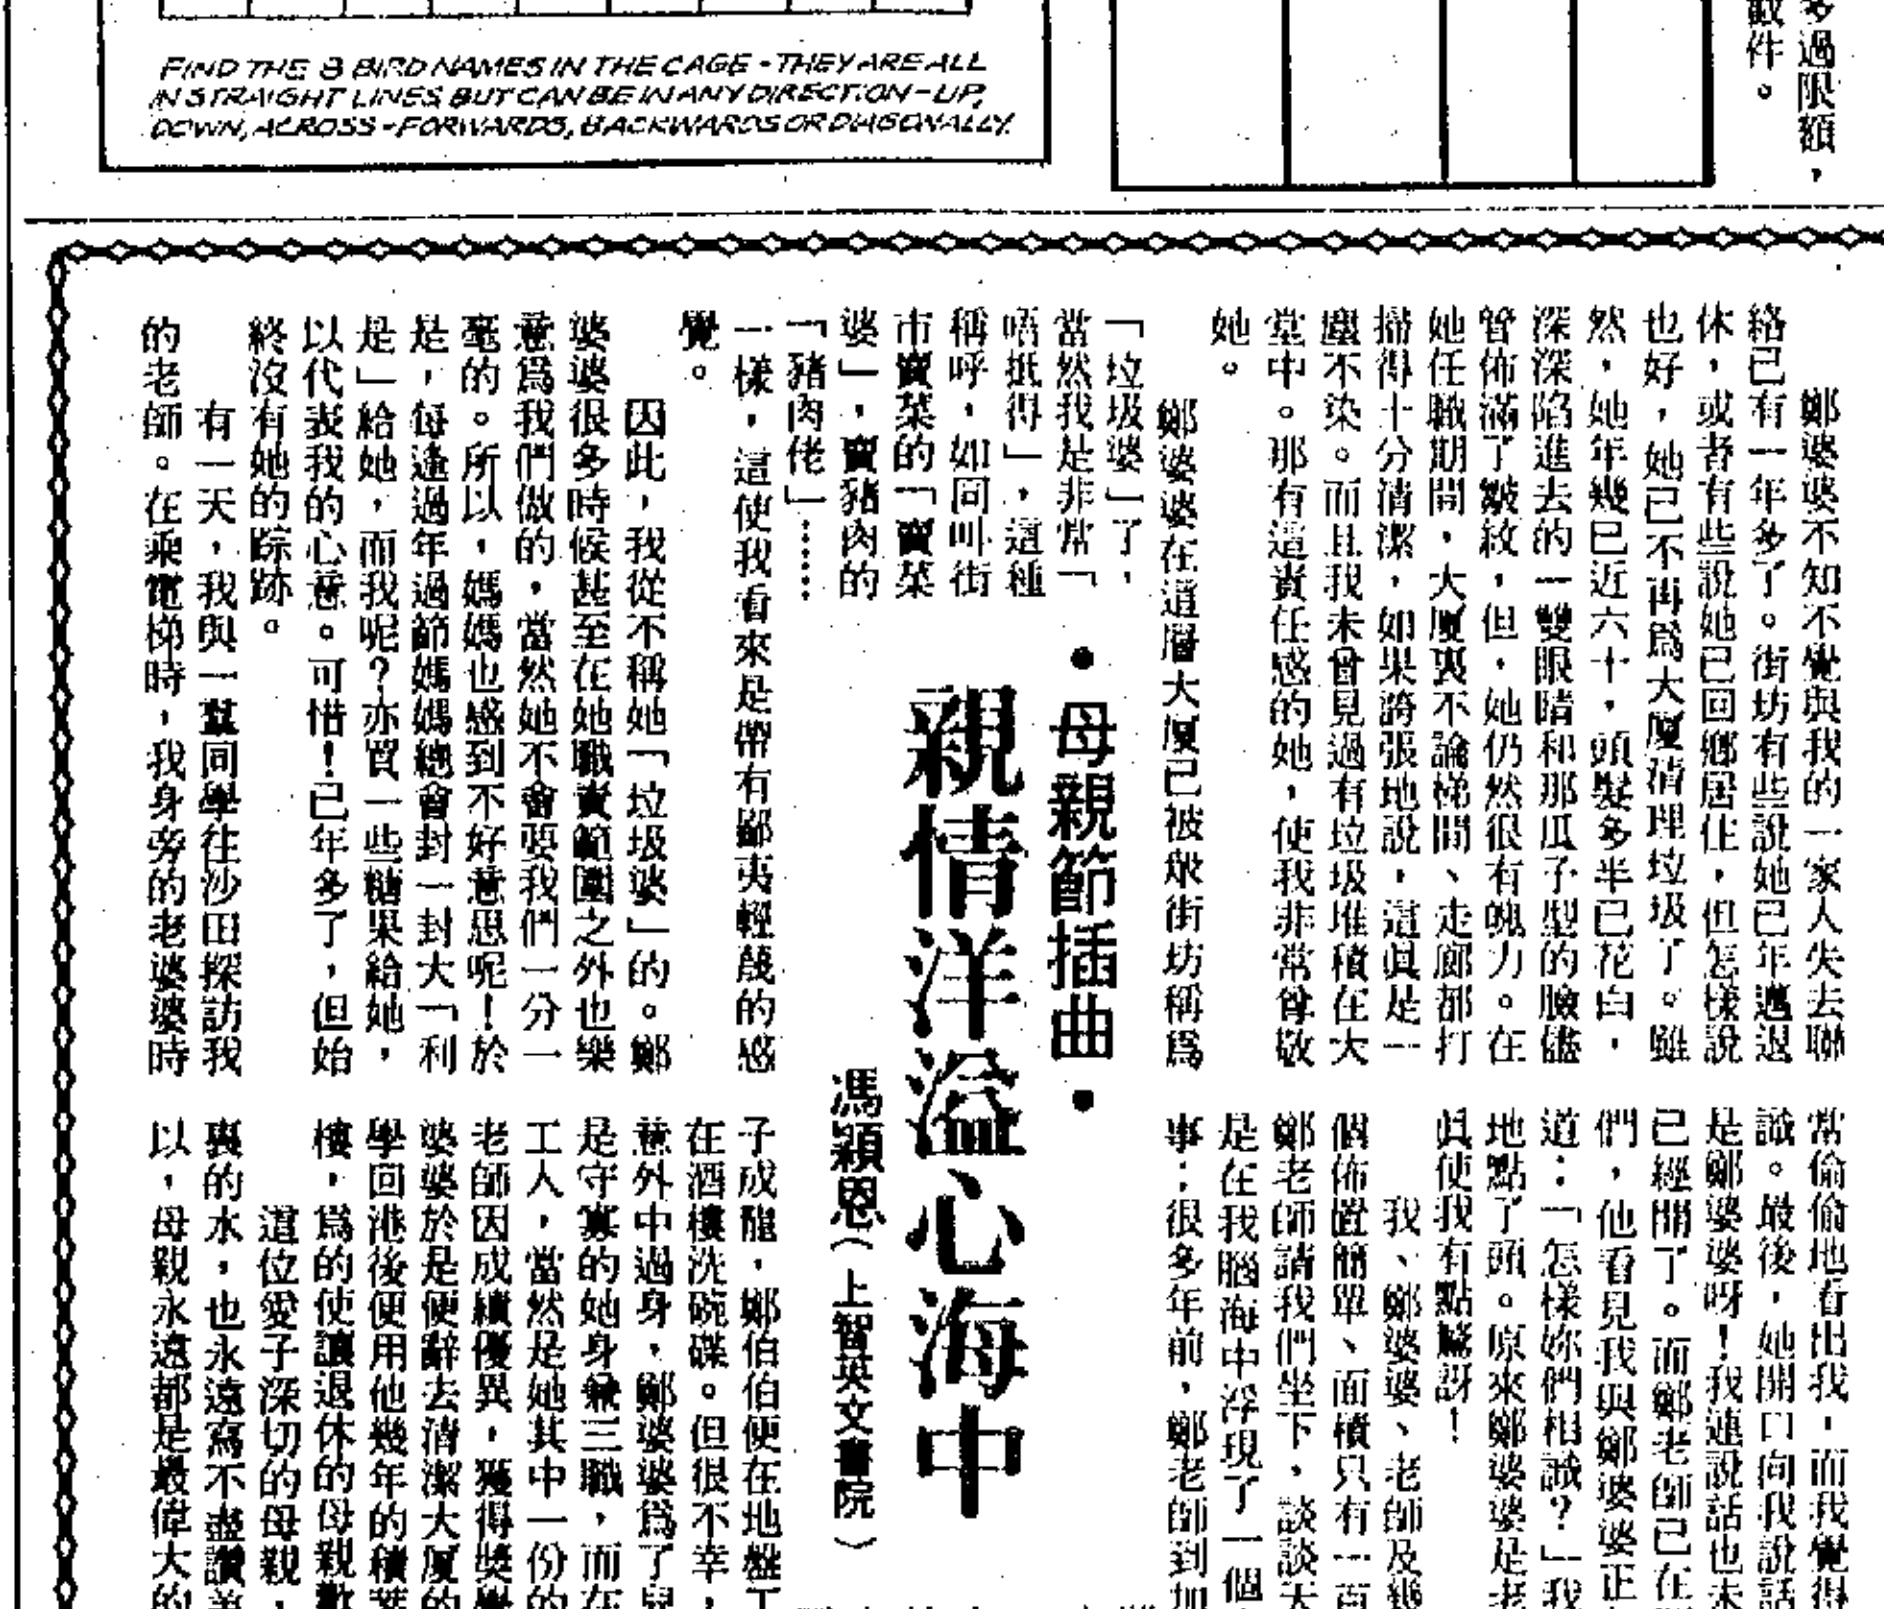 FIND THE 8 BIRD NAMES IN THE CAGE - THEY ARE ALL
IN STRAIGHT LINES BUT CAN BE IN ANY DIRECTION - UP,
DOWN, ACROSS - FORWARDS, BACKWARDS OR DIAGONALLY.
多過限額，
件。
•母親節插曲•
親情洋溢心海中
馮穎恩（上智英文書院）
鄭婆婆不知不覺與我的一家人失去聯
絡已有一年多了。街坊有些說她已年邁退
休，或者有些說她已回鄉居住，但怎樣說
也好，她已不再爲大廈清理垃圾了。雖
然，她年幾已近六十，頭髮多半已花白，
深深陷進去的一雙眼睛和那瓜子型的臉儘
管佈滿了皺紋，但，她仍然很有魄力。在
她任職期間，大廈裏不論梯間、走廊都打
掃得十分清潔，如果誇張地說，這眞是一
塵不染。而且我未曾見過有垃圾堆積在大
堂中。那有這責任感的她，使我非常尊敬
她。
鄭婆婆在這層大廈已被衆街坊稱爲
「垃圾婆」了，
當然我是非常「
唔抵得」，這種
稱呼，如同叫街
市賣菜的「賣菜
婆」，賣豬肉的
「豬肉佬」……
一樣，這使我看來是帶有鄙夷輕蔑的感
覺。
因此，我從不稱她「垃圾婆」的。鄭
婆婆很多時候甚至在她職責範圍之外也樂
意爲我們做的，當然她不會要我們一分一
毫的。所以，媽媽也感到不好意思呢！於
是，每逢過年過節媽媽總會封一封大「利
是」給她，而我呢？亦買一些糖果給她，
以代表我的心意。可惜！已年多了，但始
終沒有她的踪跡。
有一天，我與一羣同學往沙田探訪我
的老師。在乘電梯時，我身旁的老婆婆時
常偷偷地看出我，而我覺得
識。最後，她開口向我說話
是鄭婆婆呀！我連說話也未
已經開了。而鄭老師已在
們，他看見我與鄭婆婆正
道：「怎樣妳們相識？」我
地點了頭。原來鄭婆婆是老
眞使我有點驚訝！
我、鄭婆婆、老師及幾
個佈置簡單、面積只有一百
鄭老師請我們坐下，談談天
是在我腦海中浮現了一個
事：很多年前，鄭老師到加
子成龍，鄭伯伯便在地盤工
在酒樓洗碗碟。但很不幸，
意外中過身，鄭婆婆爲了兒
是守寡的她身兼三職，而在
工人，當然是她其中一份的
老師因成績優異，獲得獎學
婆婆於是便辭去清潔大厦的
學回港後便用他幾年的積蓄
樓，爲的使讓退休的母親歡
這位愛子深切的母親，
裏的水，也永遠寫不盡讚美
以，母親永遠都是最偉大的